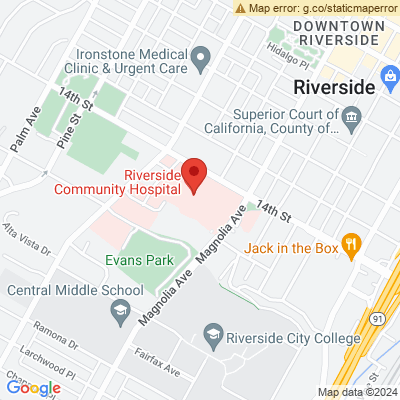 Map error: g.co/staticmaperror
DOWNTOWN
RIVERSIDE
Hidalgo Pl
Ironstone Medical
Clinic & Urgent Care
Riverside
14th St
Palm Ave
Pine St
Superior Court of
California, County of...
Riverside
Community Hospital
14th St
Magnolia Ave
Alta Vista Dr
Jack in the Box
Evans Park
Central Middle School
Magnolia Ave
91
Ramona Dr
Riverside City College
Larchwood Pl
Fairfax Ave
Google
Map data ©2024